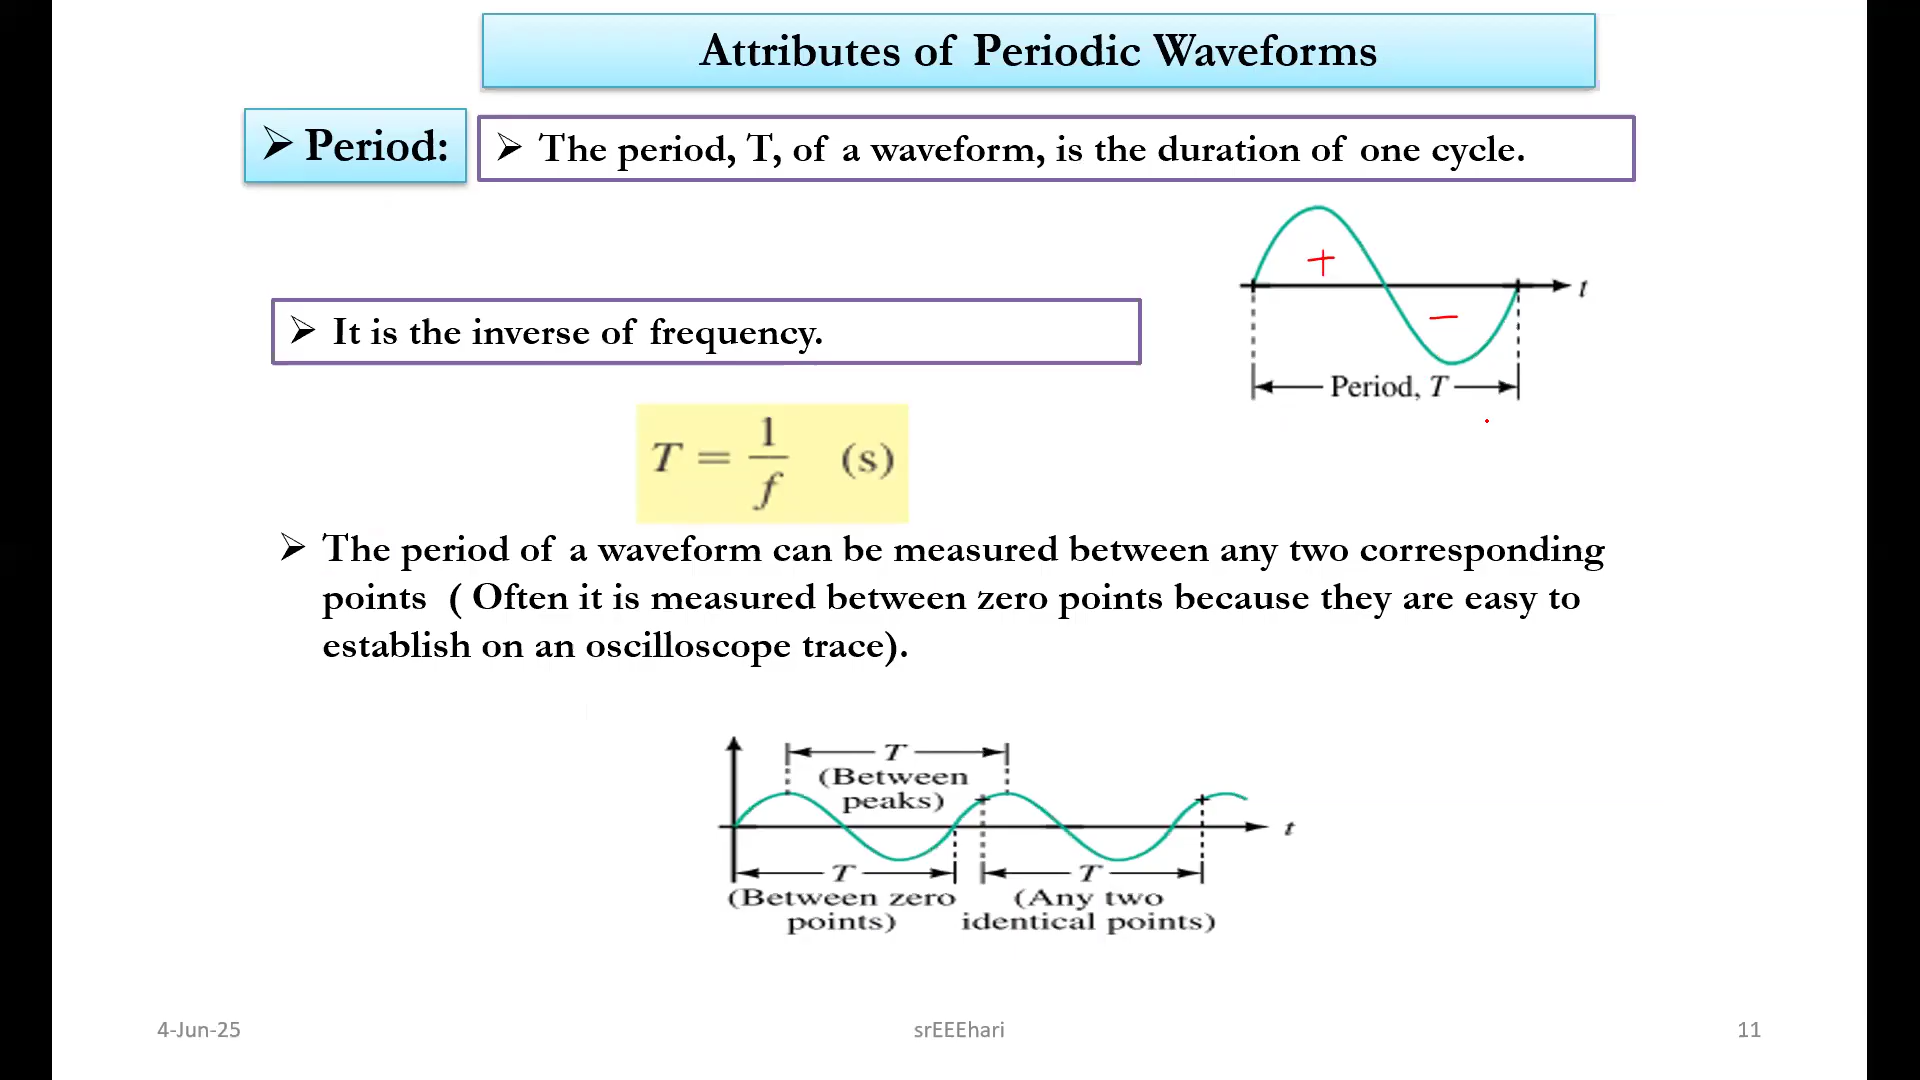 Attributes of Periodic Waveforms
➢ Period:
➢ The period, T, of a waveform, is the duration of one cycle.
+
−
t
Period, T
➢ It is the inverse of frequency.
T = 1/f (s)
➢ The period of a waveform can be measured between any two corresponding
points ( Often it is measured between zero points because they are easy to
establish on an oscilloscope trace).
T
(Between
peaks)
t
T
(Between zero
points)
T
(Any two
identical points)
4-Jun-25
srEEEhari
11